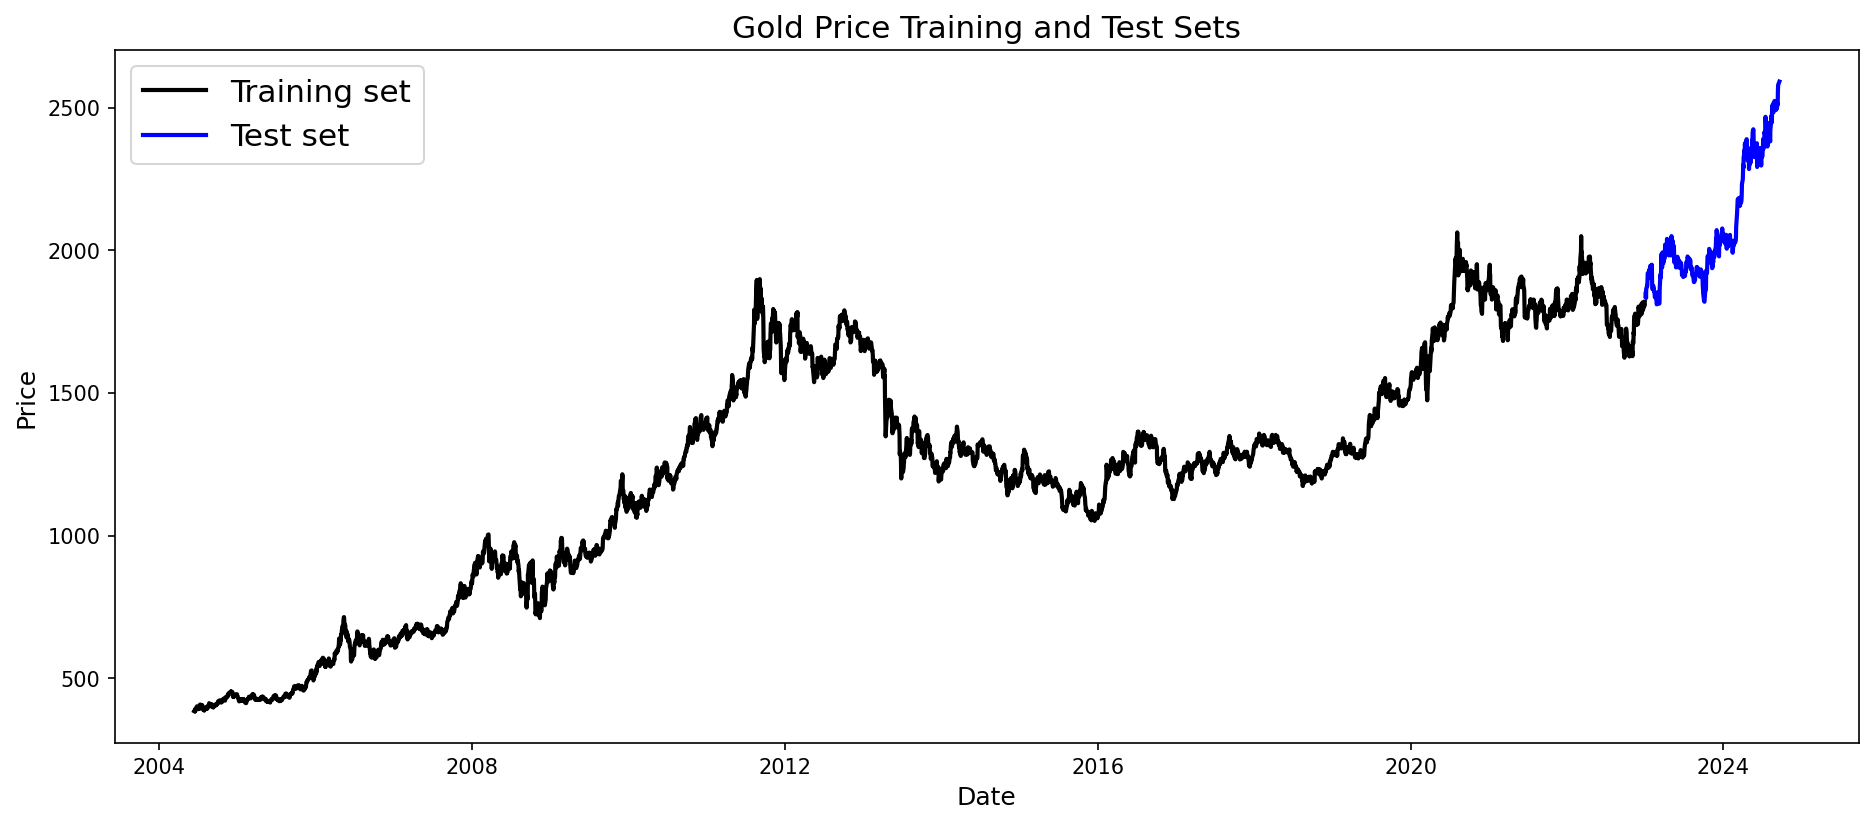 Gold Price Training and Test Sets
Training set
Test set
Price
2500
2000
1500
1000
500
2004 2008 2012 2016 2020 2024
Date